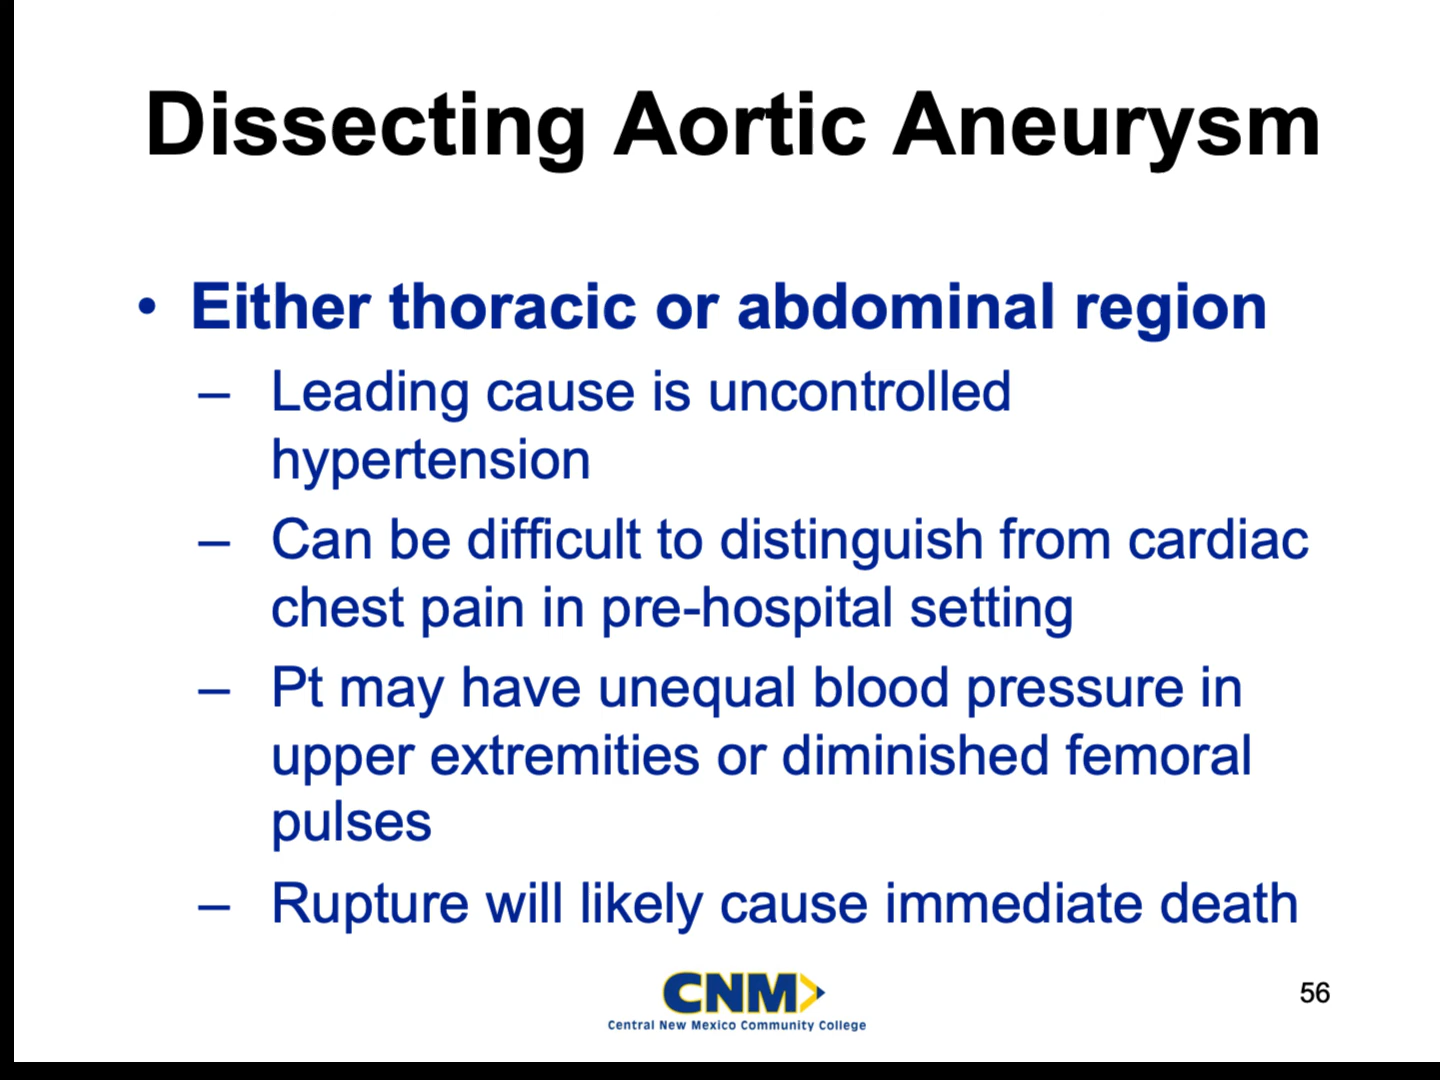 Dissecting Aortic Aneurysm
• Either thoracic or abdominal region
– Leading cause is uncontrolled
hypertension
– Can be difficult to distinguish from cardiac
chest pain in pre-hospital setting
– Pt may have unequal blood pressure in
upper extremities or diminished femoral
pulses
– Rupture will likely cause immediate death
CNM
Central New Mexico Community College
56